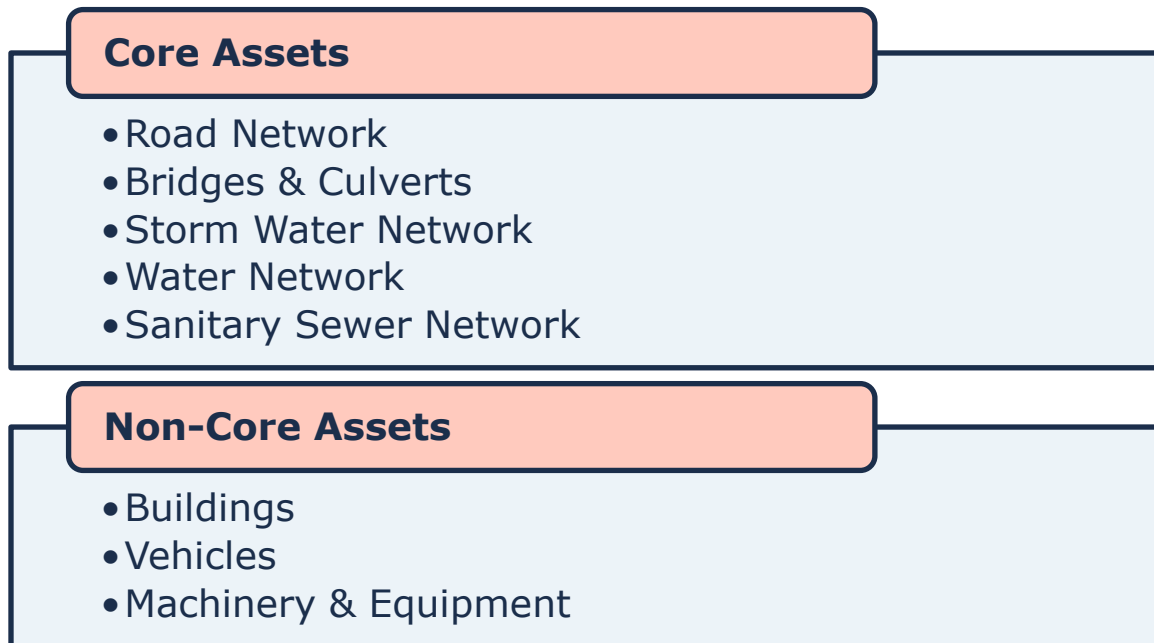 Core Assets
•Road Network
•Bridges & Culverts
•Storm Water Network
•Water Network
•Sanitary Sewer Network
Non-Core Assets
•Buildings
•Vehicles
•Machinery & Equipment